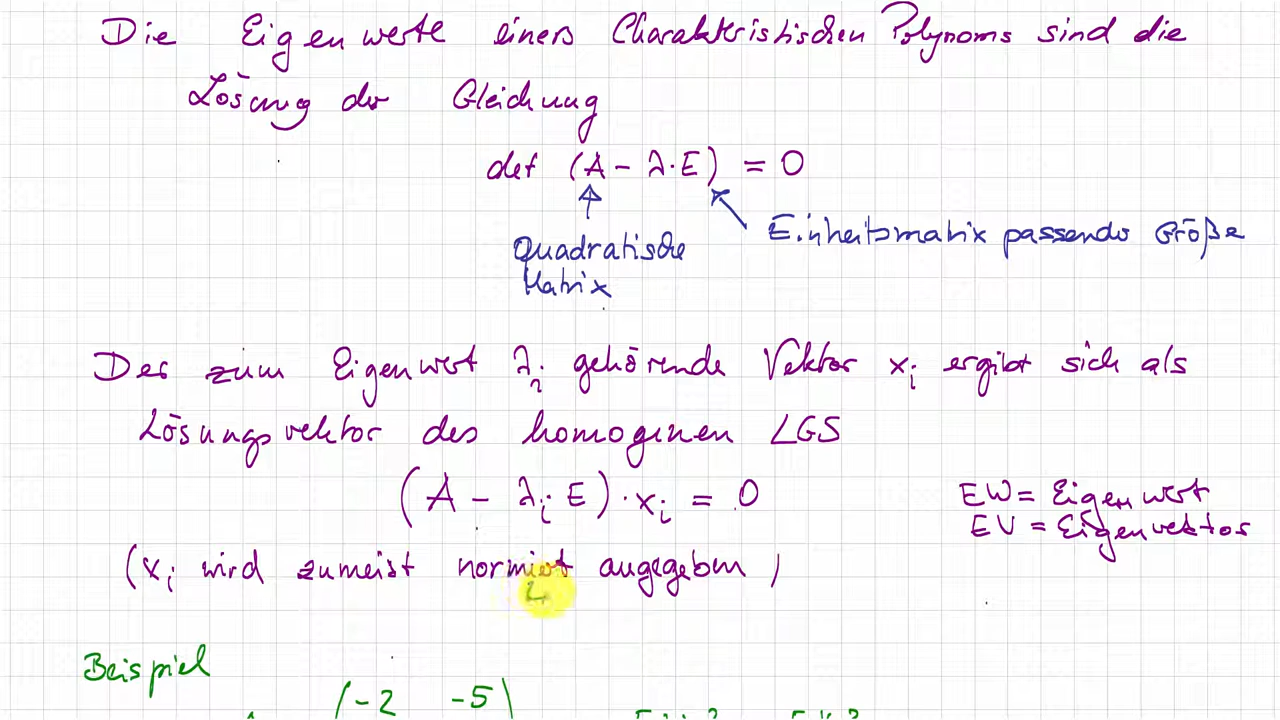 Die Eigenwerte einers Charakteristischen Polynoms sind die
Lösung der Gleichung
det (A - λ·E) = 0
Quadratische
Matrix
Einheitsmatrix passender Größe
Der zum Eigenwert λi gehörende Vektor xi ergibt sich als
Lösungsvektor des homogenen LGS
(A - λi·E)·xi = 0
EW = Eigenwert
EV = Eigenvektor
(xi wird zumeist normiert angegeben)
Beispiel
-2 -5